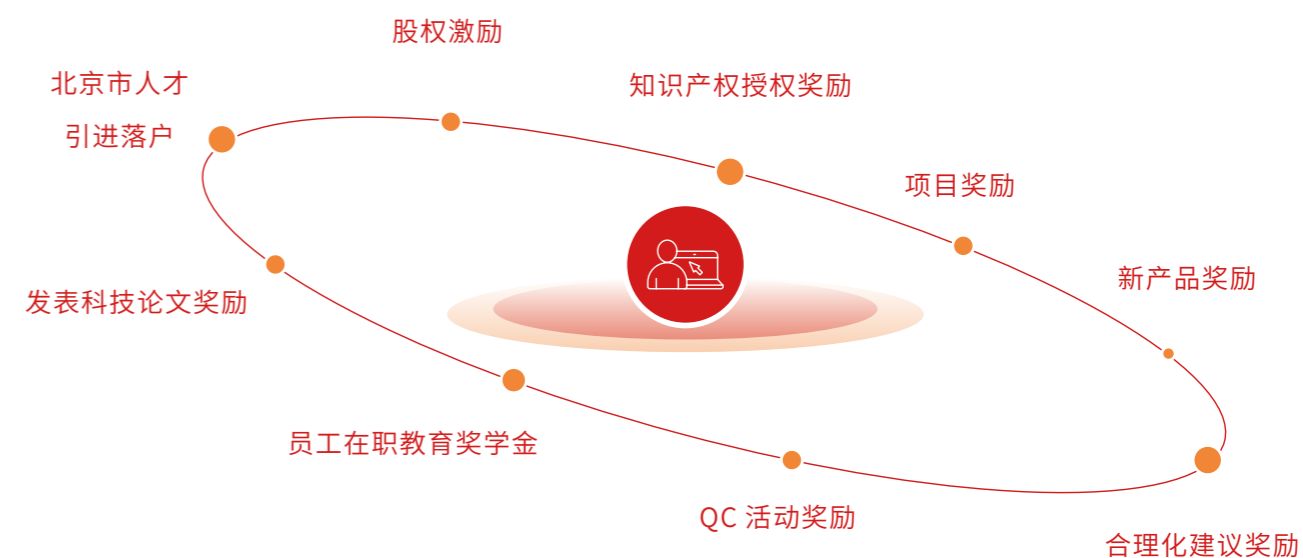 股权激励
北京市人才
引进落户
知识产权授权奖励
项目奖励
新产品奖励
发表科技论文奖励
员工在职教育奖学金
QC 活动奖励
合理化建议奖励